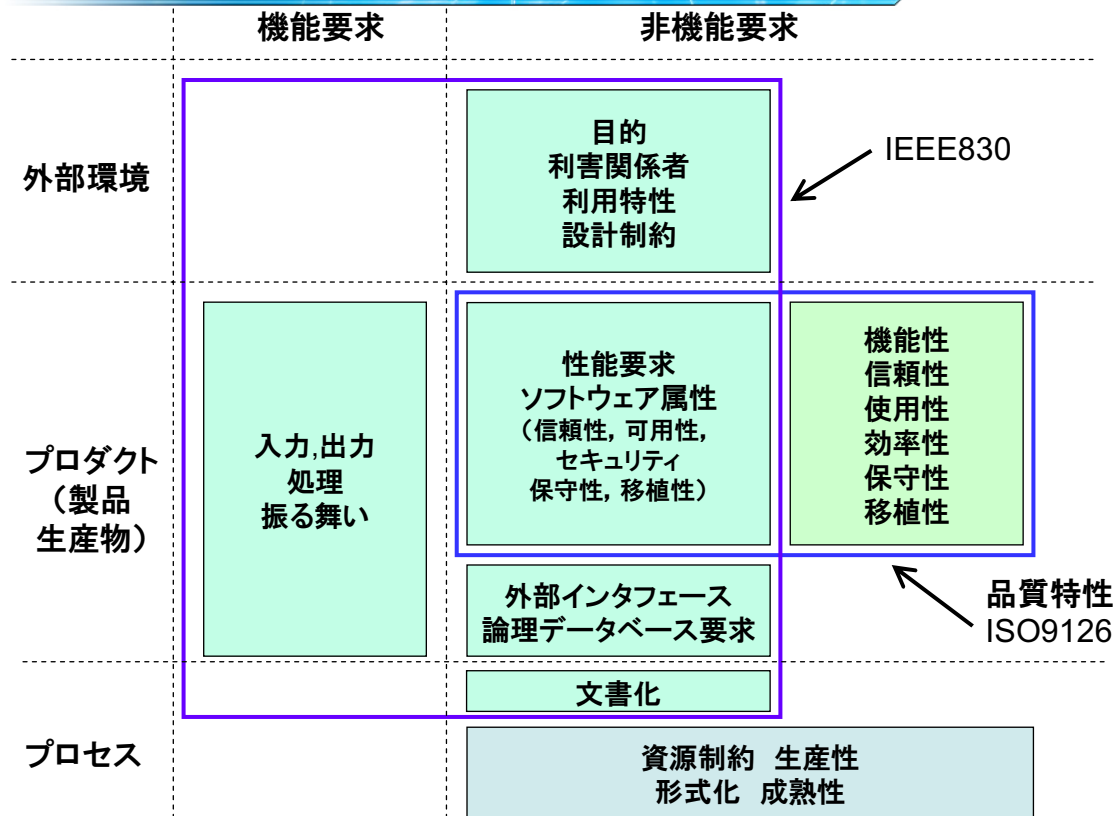 機能要求
非機能要求
外部環境
目的
利害関係者
利用特性
設計制約
IEEE830
プロダクト
（製品
生産物）
入力,出力
処理
振る舞い
性能要求
ソフトウェア属性
（信頼性, 可用性,
セキュリティ
保守性, 移植性）
機能性
信頼性
使用性
効率性
保守性
移植性
外部インタフェース
論理データベース要求
品質特性
ISO9126
プロセス
文書化
資源制約 生産性
形式化 成熟性